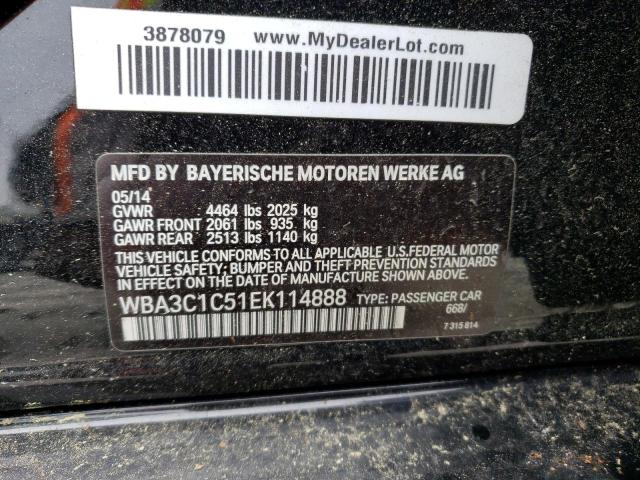 3878079 www.MyDealerLot.com
MFD BY BAYERISCHE MOTOREN WERKE AG
05/14
GVWR 4464 lbs 2025 kg
GAWR FRONT 2061 lbs 935 kg
GAWR REAR 2513 lbs 1140 kg
THIS VEHICLE CONFORMS TO ALL APPLICABLE U.S.FEDERAL MOTOR
VEHICLE SAFETY, BUMPER AND THEFT PREVENTION STANDARDS
IN EFFECT ON THE DATE OF MANUFACTURE SHOWN ABOVE.
WBA3C1C51EK114888 TYPE: PASSENGER CAR
668/
7 315 814